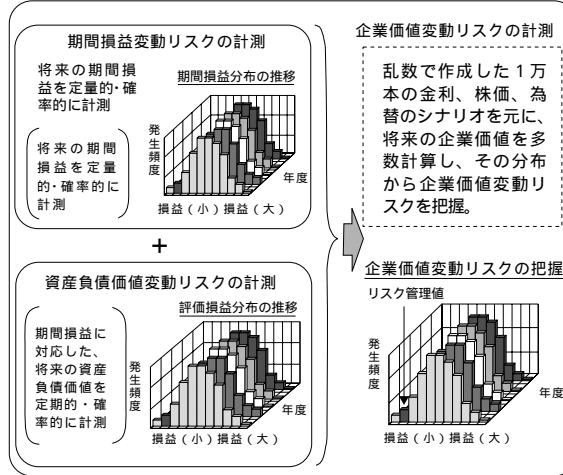 期間損益変動リスクの計測
将来の期間損
益を定量的・確
率的に計測
将来の期間
損益を定量
的・確率的に
計測
期間損益分布の推移
発生頻度
年度
損益（小）損益（大）
+
資産負債価値変動リスクの計測
期間損益に
対応した、
将来の資産
負債価値を
定期的・確
率的に計測
評価損益分布の推移
発生頻度
年度
損益（小）損益（大）
企業価値変動リスクの計測
乱数で作成した１万
本の金利、株価、為
替のシナリオを元に、
将来の企業価値を多
数計算し、その分布
から企業価値変動リ
スクを把握。
企業価値変動リスクの把握
リスク管理値
発生頻度
年度
損益（小）損益（大）